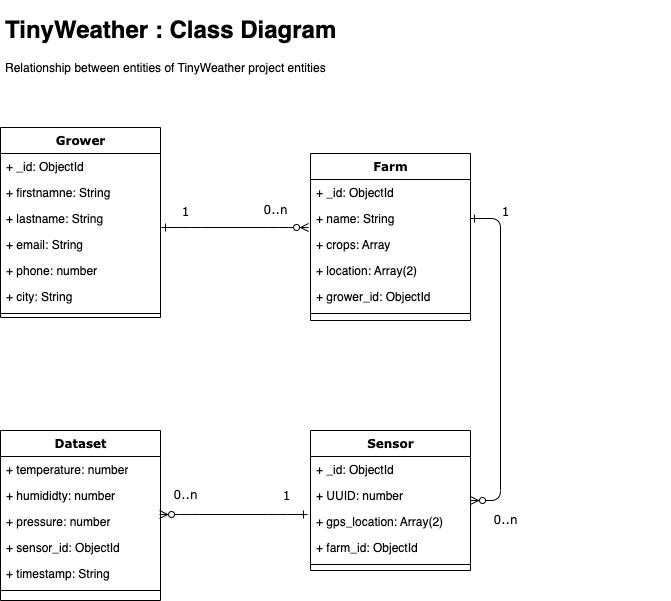 TinyWeather : Class Diagram
Relationship between entities of TinyWeather project entities
Grower
+ _id: ObjectId
+ firstnamne: String
+ lastname: String
+ email: String
+ phone: number
+ city: String
1
0..n
Farm
+ _id: ObjectId
+ name: String
+ crops: Array
+ location: Array(2)
+ grower_id: ObjectId
1
Dataset
+ temperature: number
+ humididty: number
+ pressure: number
+ sensor_id: ObjectId
+ timestamp: String
0..n
1
Sensor
+ _id: ObjectId
+ UUID: number
+ gps_location: Array(2)
+ farm_id: ObjectId
0..n